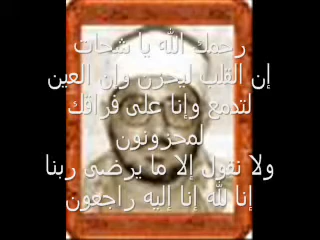 رحمك الله يا شحات
إن القلب ليحزن وإن العين
لتدمع وإنا على فراقك
لمحزونون
ولا نقول إلا ما يرضى ربنا
إنا لله إنا إليه راجعون